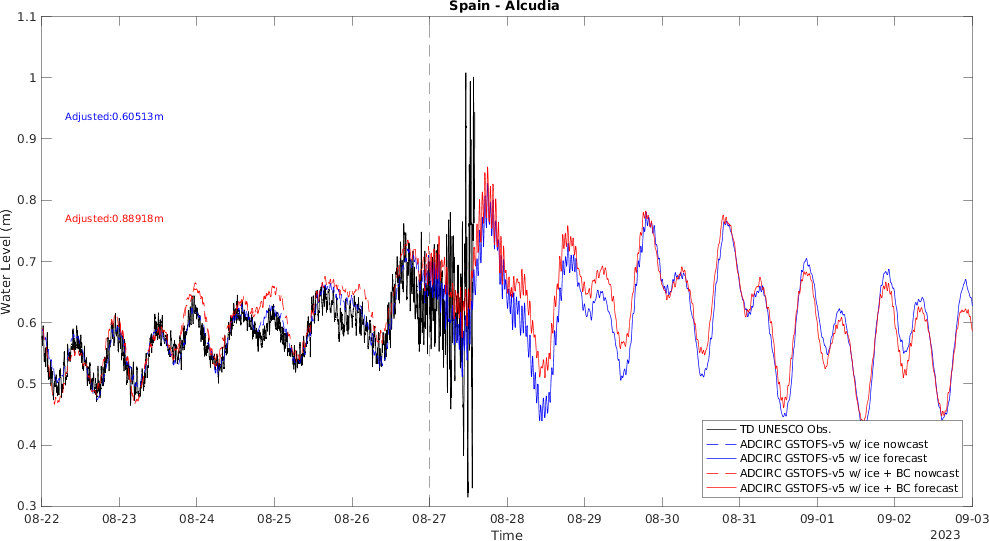 Spain - Alcudia
1.1
1
0.9
0.8
0.7
0.6
0.5
0.4
0.3
Water Level (m)
Adjusted:0.60513m
Adjusted:0.88918m
TD UNESCO Obs.
ADCIRC GSTOFS-v5 w/ ice nowcast
ADCIRC GSTOFS-v5 w/ ice forecast
ADCIRC GSTOFS-v5 w/ ice + BC nowcast
ADCIRC GSTOFS-v5 w/ ice + BC forecast
08-22 08-23 08-24 08-25 08-26 08-27 08-28 08-29 08-30 08-31 09-01 09-02 09-03
Time
2023